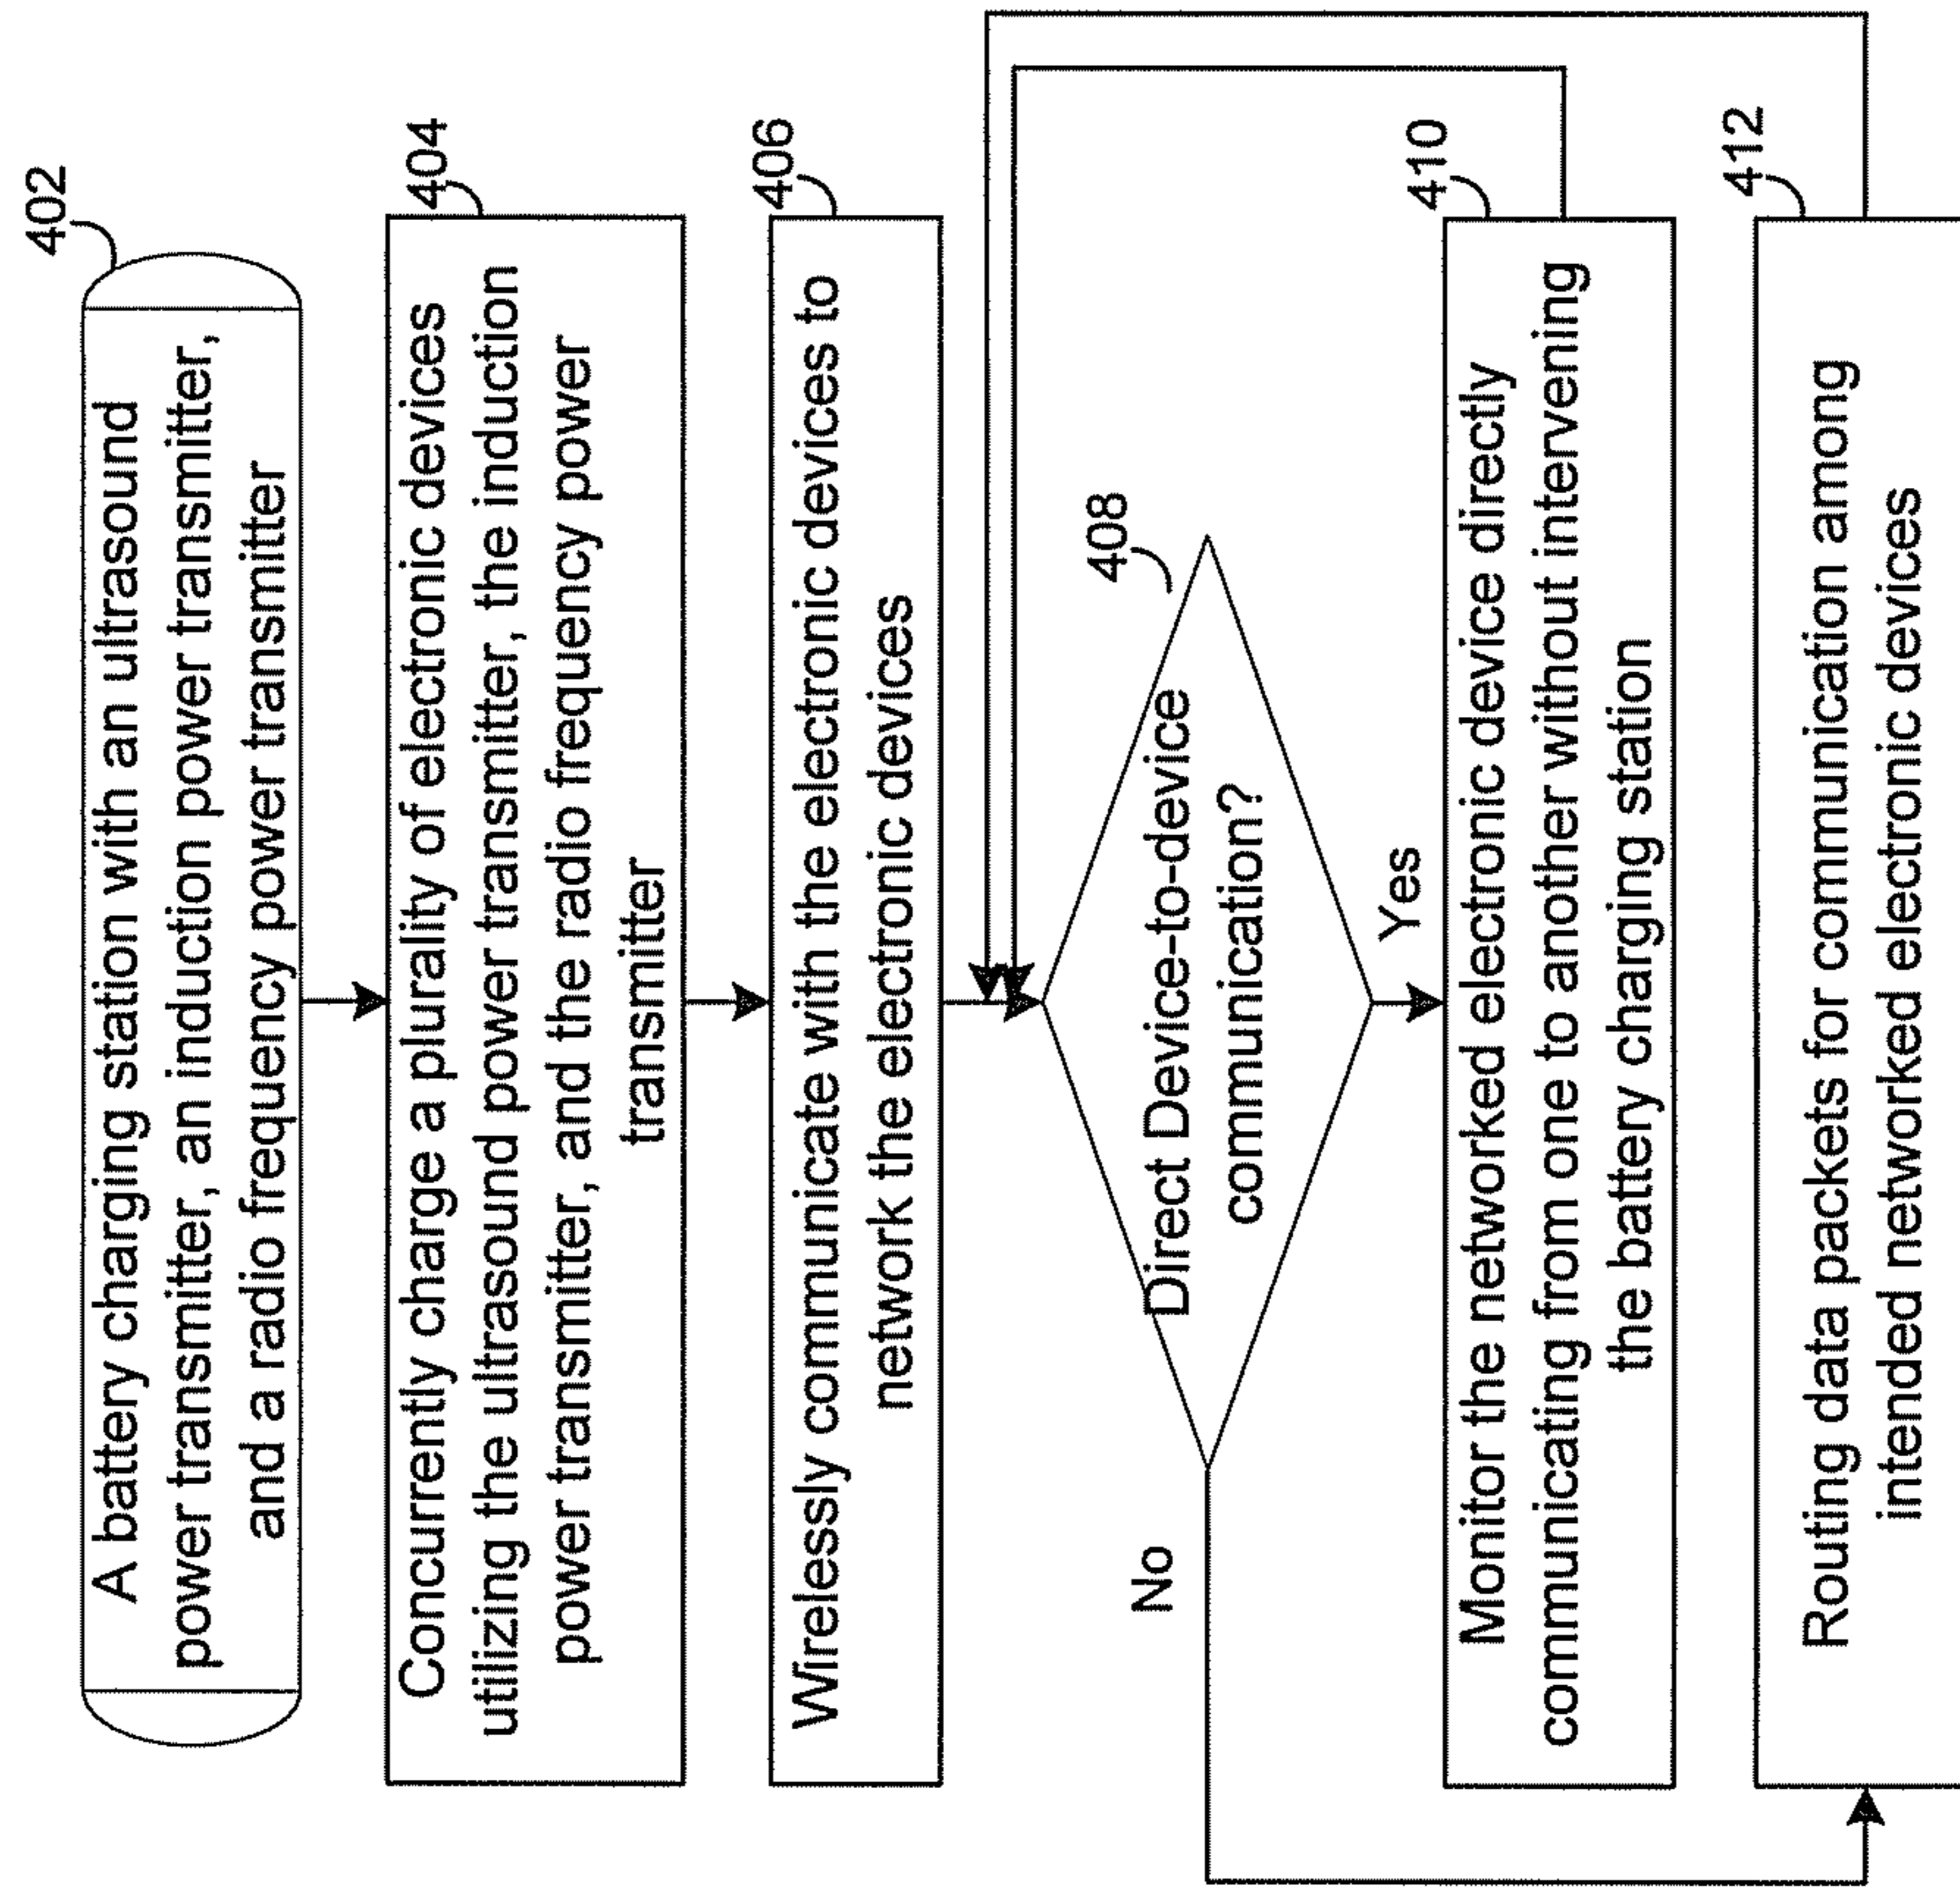 402
A battery charging station with an ultrasound
power transmitter, an induction power transmitter,
and a radio frequency power transmitter
404
Concurrently charge a plurality of electronic devices
utilizing the ultrasound power transmitter, the induction
power transmitter, and the radio frequency power
transmitter
406
Wirelessly communicate with the electronic devices to
network the electronic devices
408
Direct Device-to-device
communication?
No
Yes
410
Monitor the networked electronic device directly
communicating from one to another without intervening
the battery charging station
412
Routing data packets for communication among
intended networked electronic devices